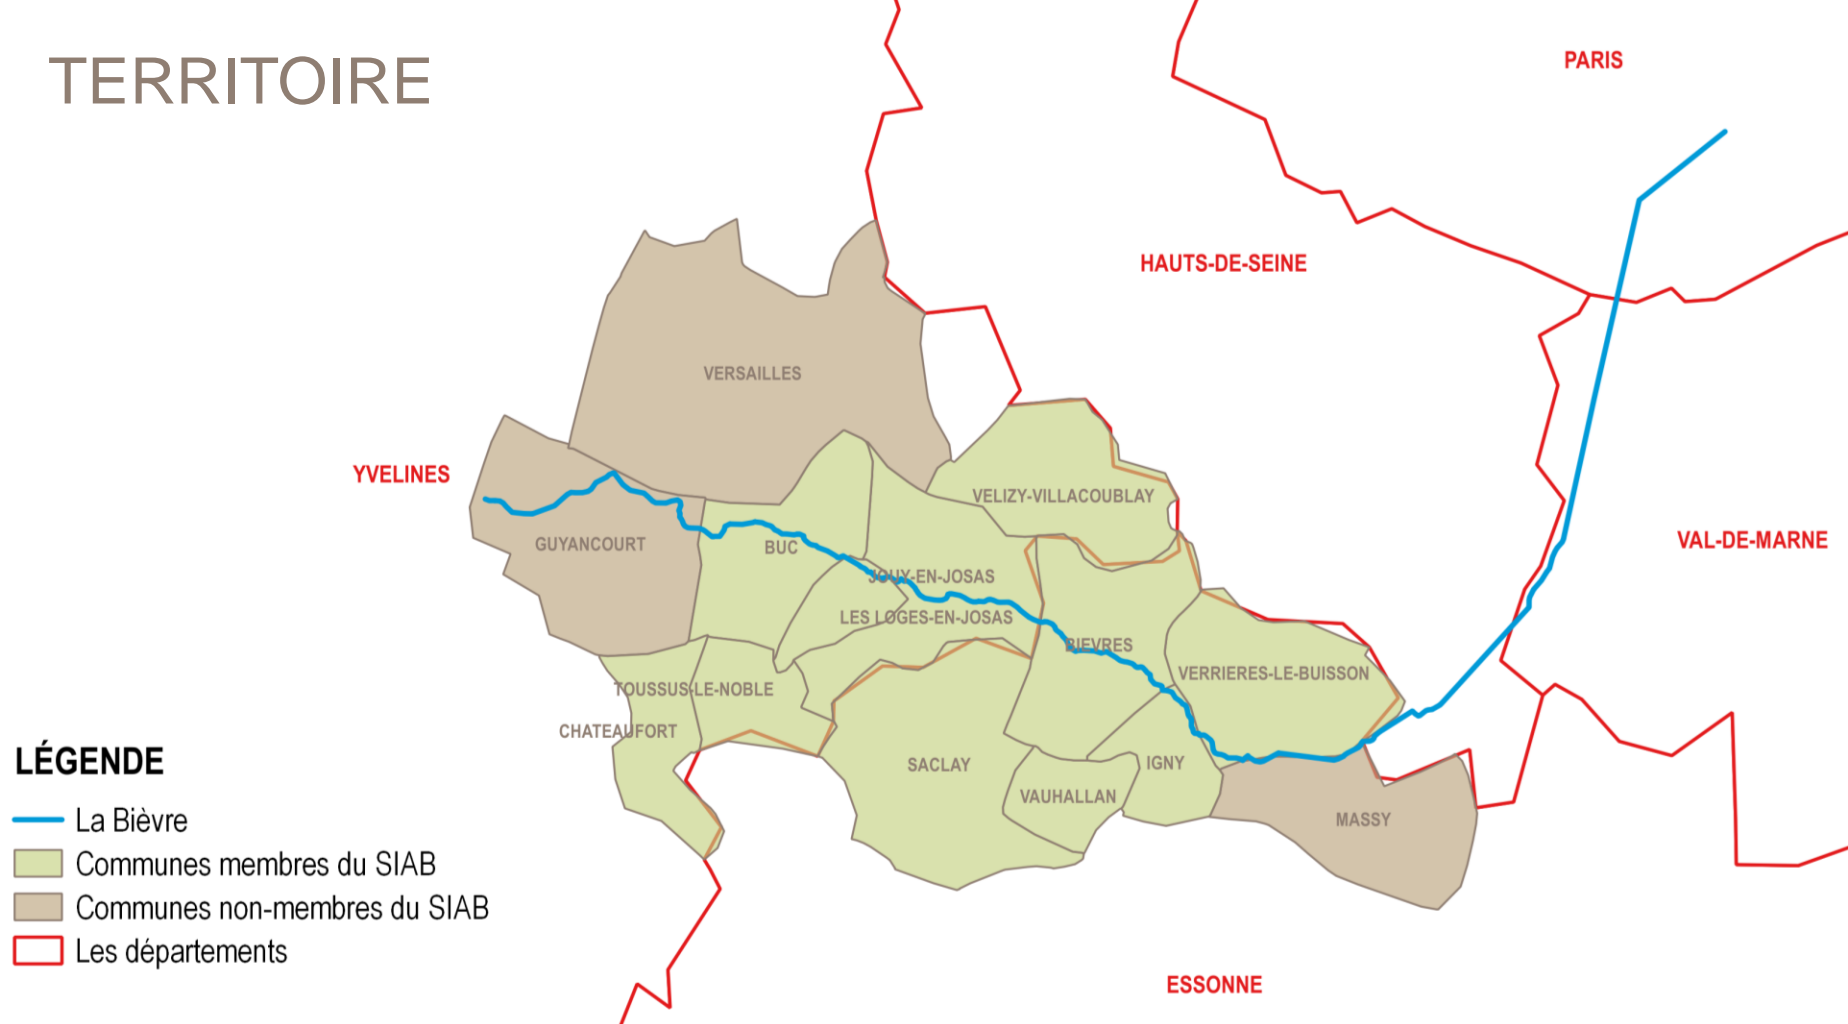 TERRITOIRE
PARIS
HAUTS-DE-SEINE
VERSAILLES
YVELINES
VELIZY-VILLACOUBLAY
GUYANCOURT
BUC
VAL-DE-MARNE
JOUY-EN-JOSAS
LES LOGES-EN-JOSAS
BIEVRES
VERRIERES-LE-BUISSON
TOUSSUS-LE-NOBLE
CHATEAUFORT
SACLAY
IGNY
VAUHALLAN
MASSY
ESSONNE
LÉGENDE
La Bièvre
Communes membres du SIAB
Communes non-membres du SIAB
Les départements